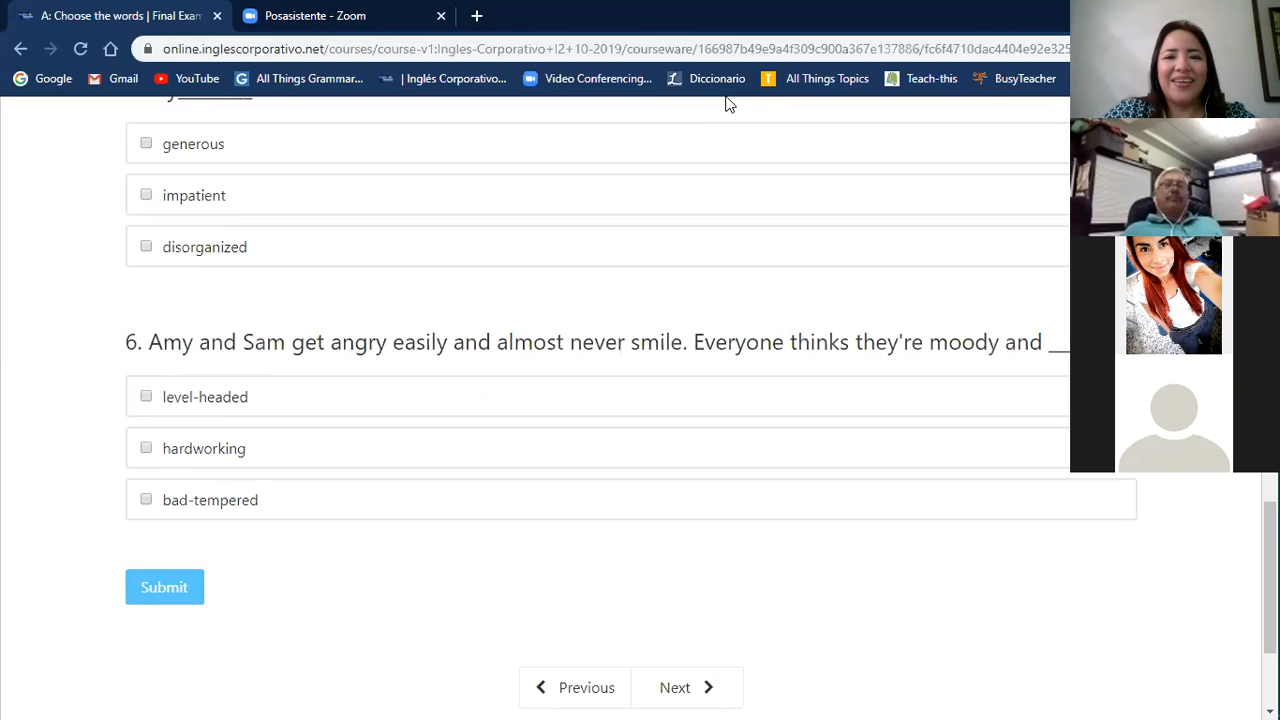 A: Choose the words | Final Exam
Posasistente - Zoom
online.inglescorporativo.net/courses/course-v1:Ingles-Corporativo+I2+10-2019/courseware/166987b49e9a4f309c900c367e137886/fc6f4710dac4404e92e325
Google
Gmail
YouTube
All Things Grammar...
| Inglés Corporativo...
Video Conferencing...
Diccionario
All Things Topics
Teach-this
BusyTeacher
generous
impatient
disorganized
6. Amy and Sam get angry easily and almost never smile. Everyone thinks they're moody and __
level-headed
hardworking
bad-tempered
Submit
Previous
Next